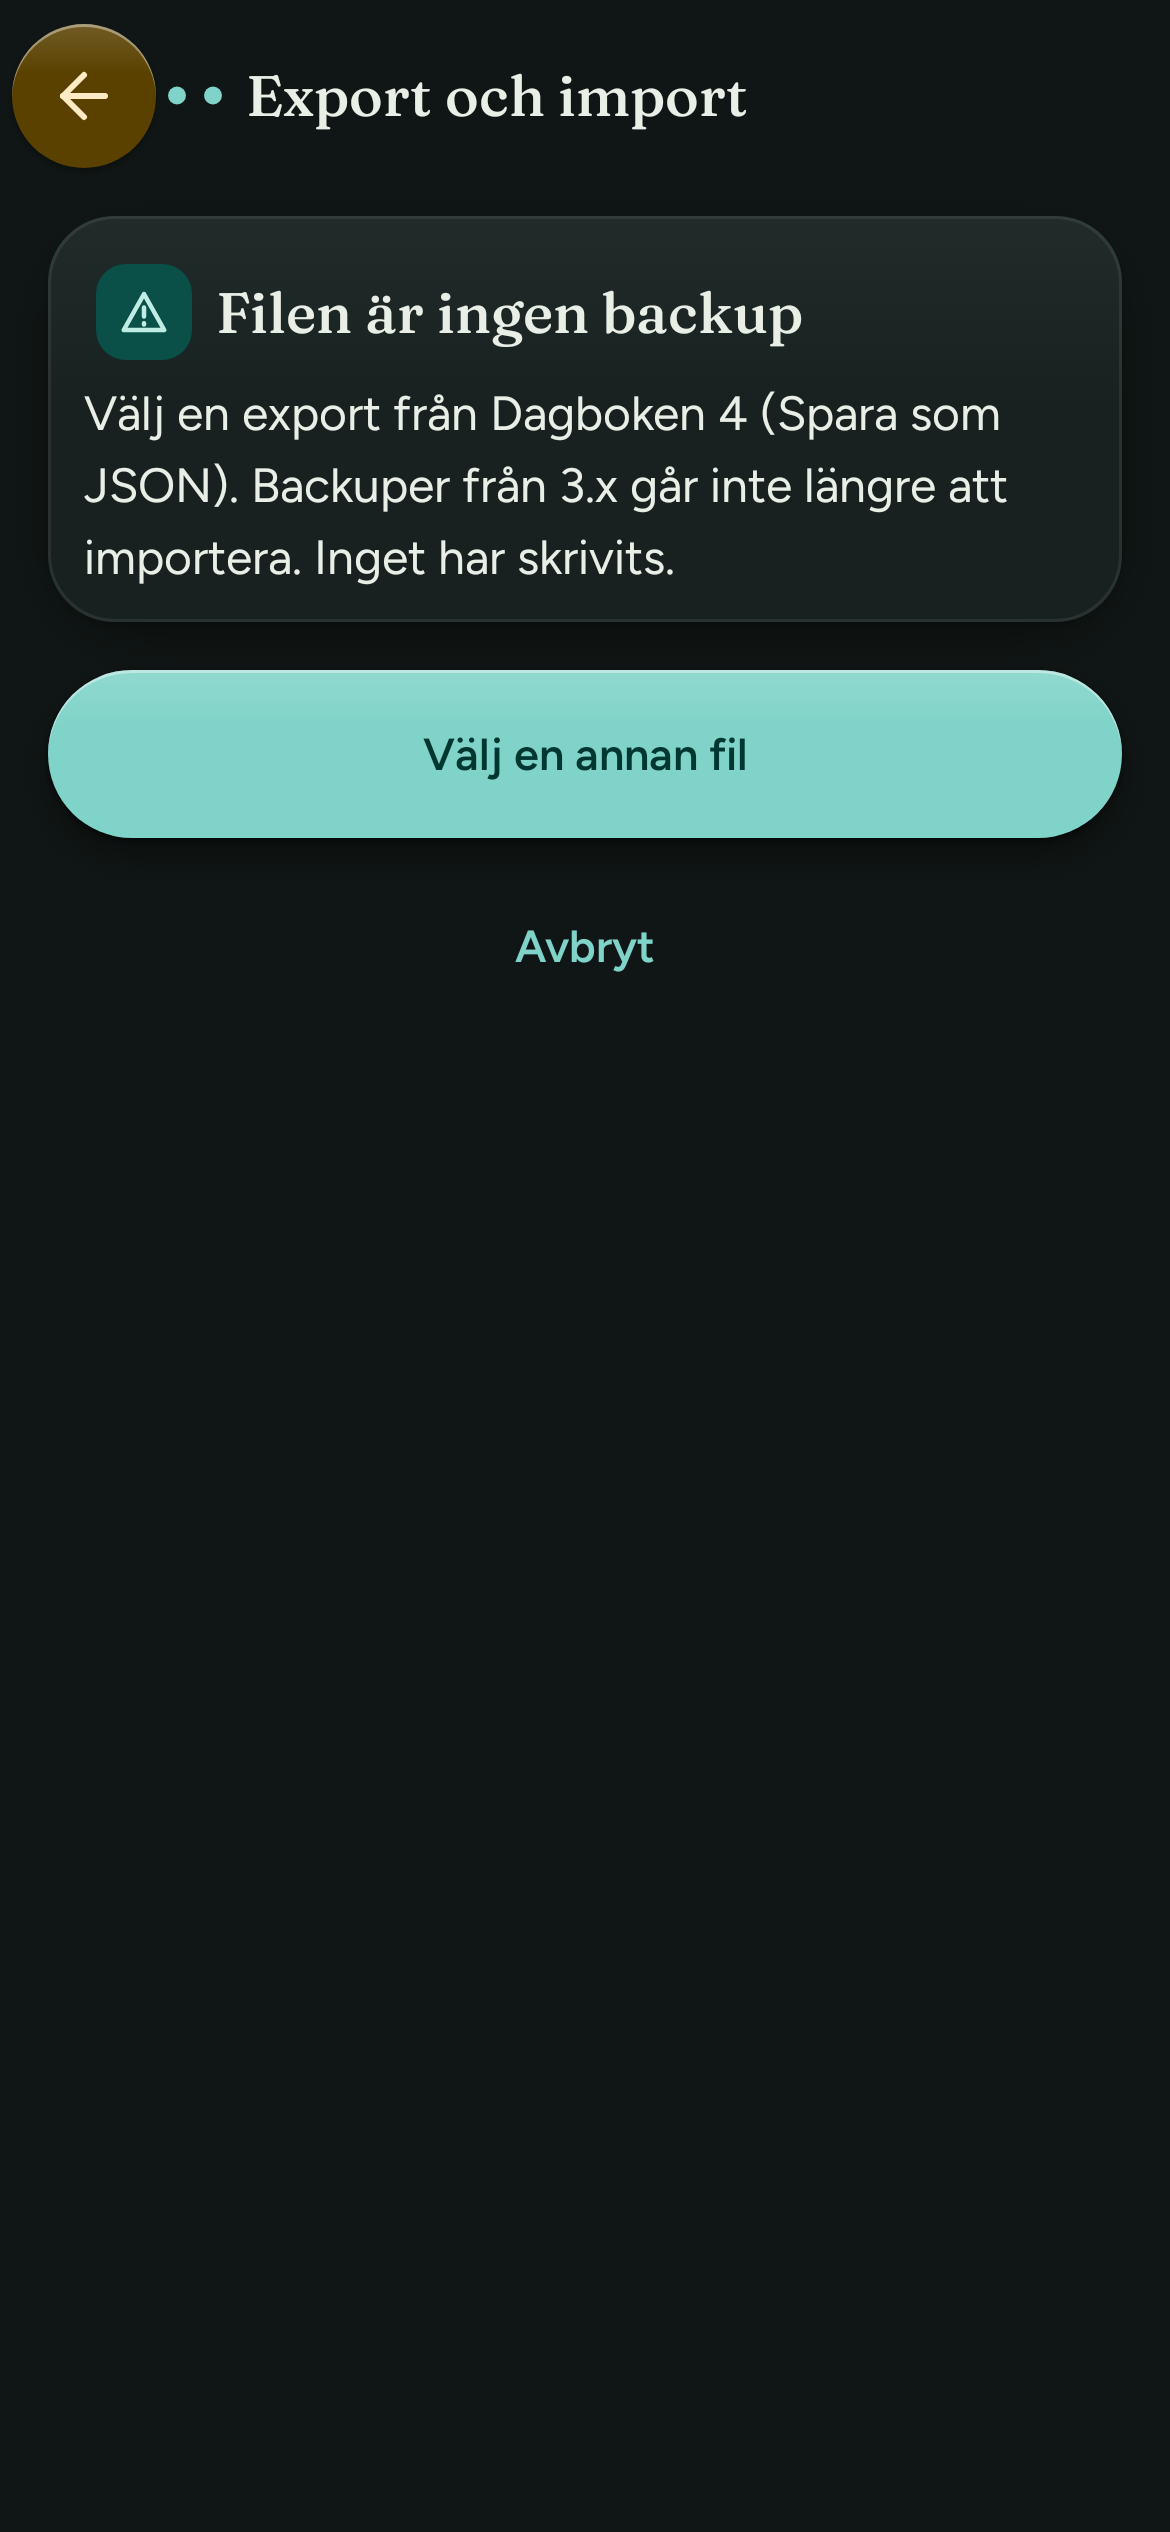 Export och import
Filen är ingen backup
Välj en export från Dagboken 4 (Spara som
JSON). Backuper från 3.x går inte längre att
importera. Inget har skrivits.
Välj en annan fil
Avbryt